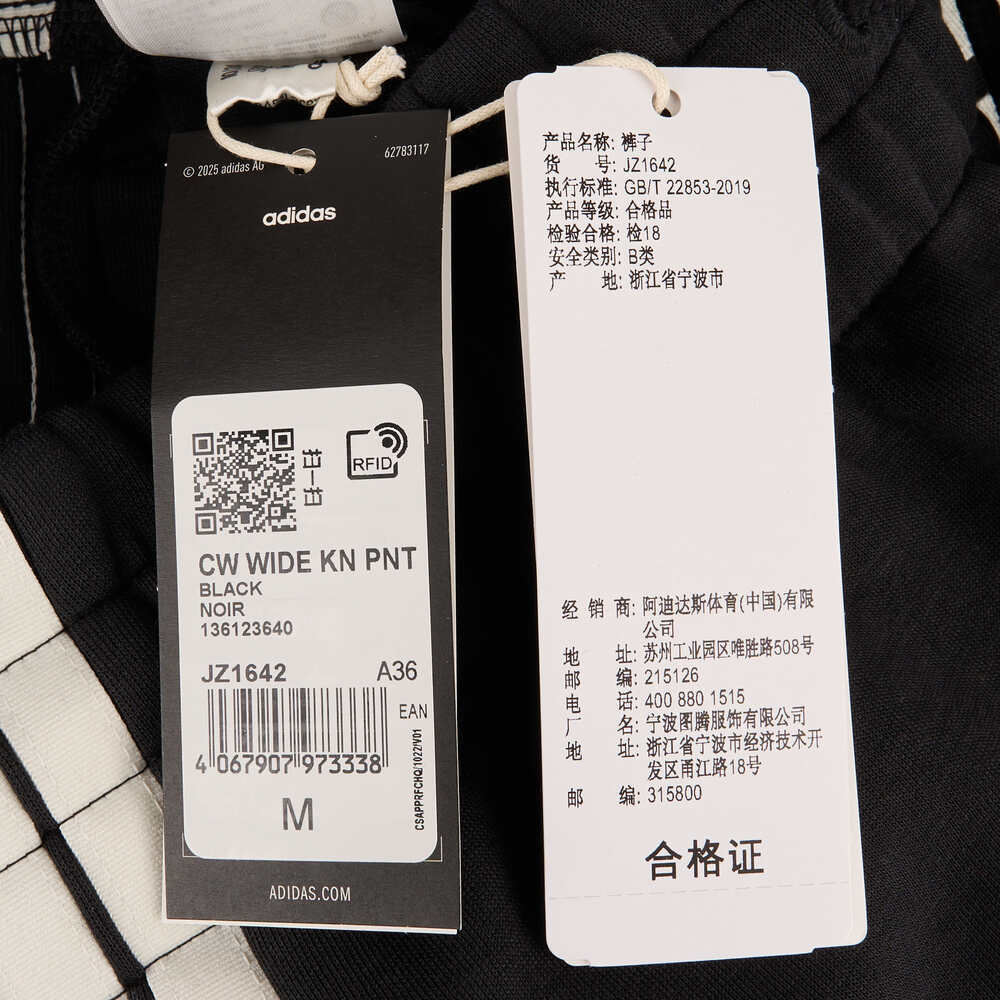 © 2025 adidas AG
62783117
adidas
扫一扫
RFID
CW WIDE KN PNT
BLACK
NOIR
136123640
JZ1642
A36
EAN
4 067907 973338
M
CSAPPRFCHQ/1022/V01
ADIDAS.COM
产品名称: 裤子
货 号: JZ1642
执行标准: GB/T 22853-2019
产品等级: 合格品
检验合格: 检18
安全类别: B类
产 地: 浙江省宁波市
经 销 商: 阿迪达斯体育(中国)有限
公司
地 址: 苏州工业园区唯胜路508号
邮 编: 215126
电 话: 400 880 1515
厂 名: 宁波图腾服饰有限公司
地 址: 浙江省宁波市经济技术开
发区甬江路18号
邮 编: 315800
合格证